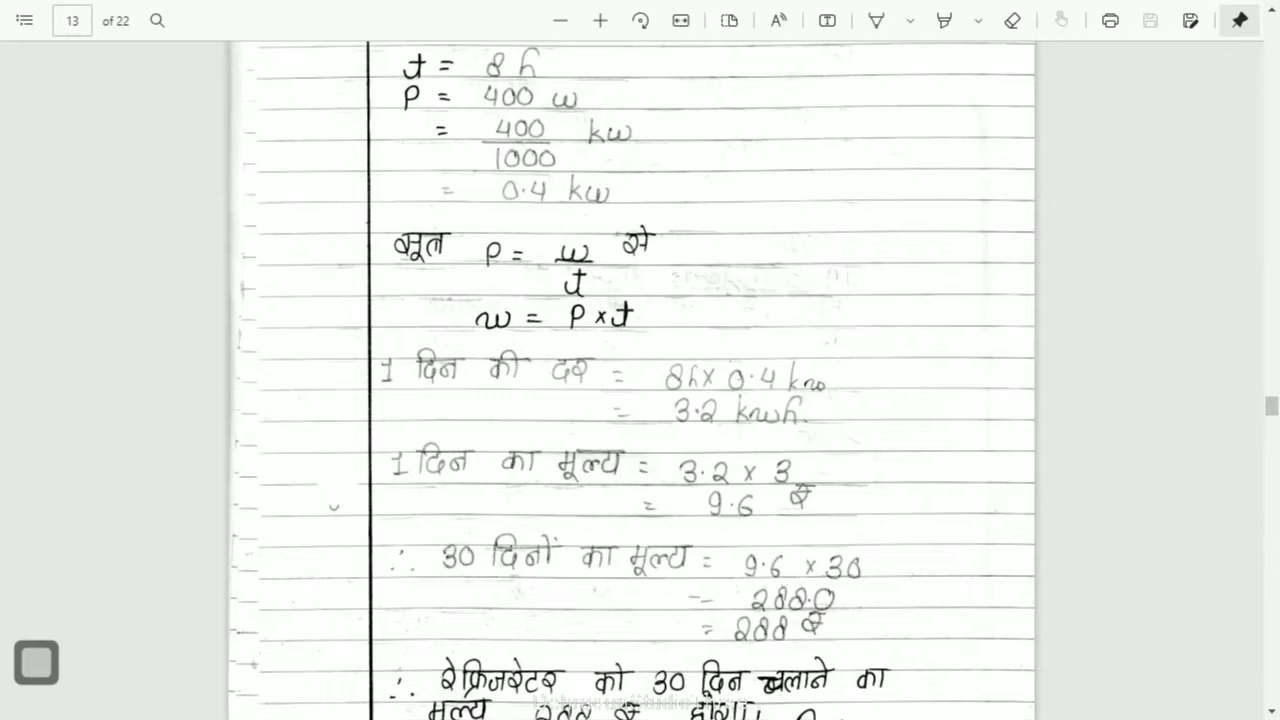 13 of 22
t = 8 h
P = 400 w
= 400/1000 kw
= 0.4 kw
सूत्र P = w/t से
w = P × t
1 दिन की दर = 8h × 0.4 kw
= 3.2 kwh.
1 दिन का मूल्य = 3.2 × 3
= 9.6 रु
∴ 30 दिनों का मूल्य = 9.6 × 30
= 288.0
= 288 रु
∴ रेफ्रिजरेटर को 30 दिन चलाने का
मूल्य 288 रु होगा।